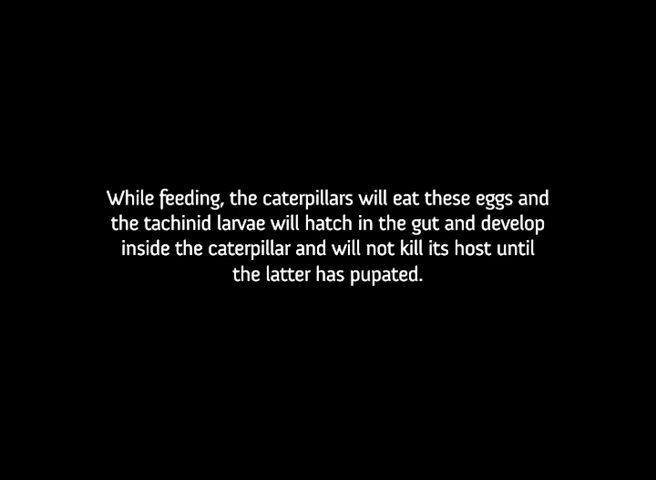 While feeding, the caterpillars will eat these eggs and
the tachinid larvae will hatch in the gut and develop
inside the caterpillar and will not kill its host until
the latter has pupated.